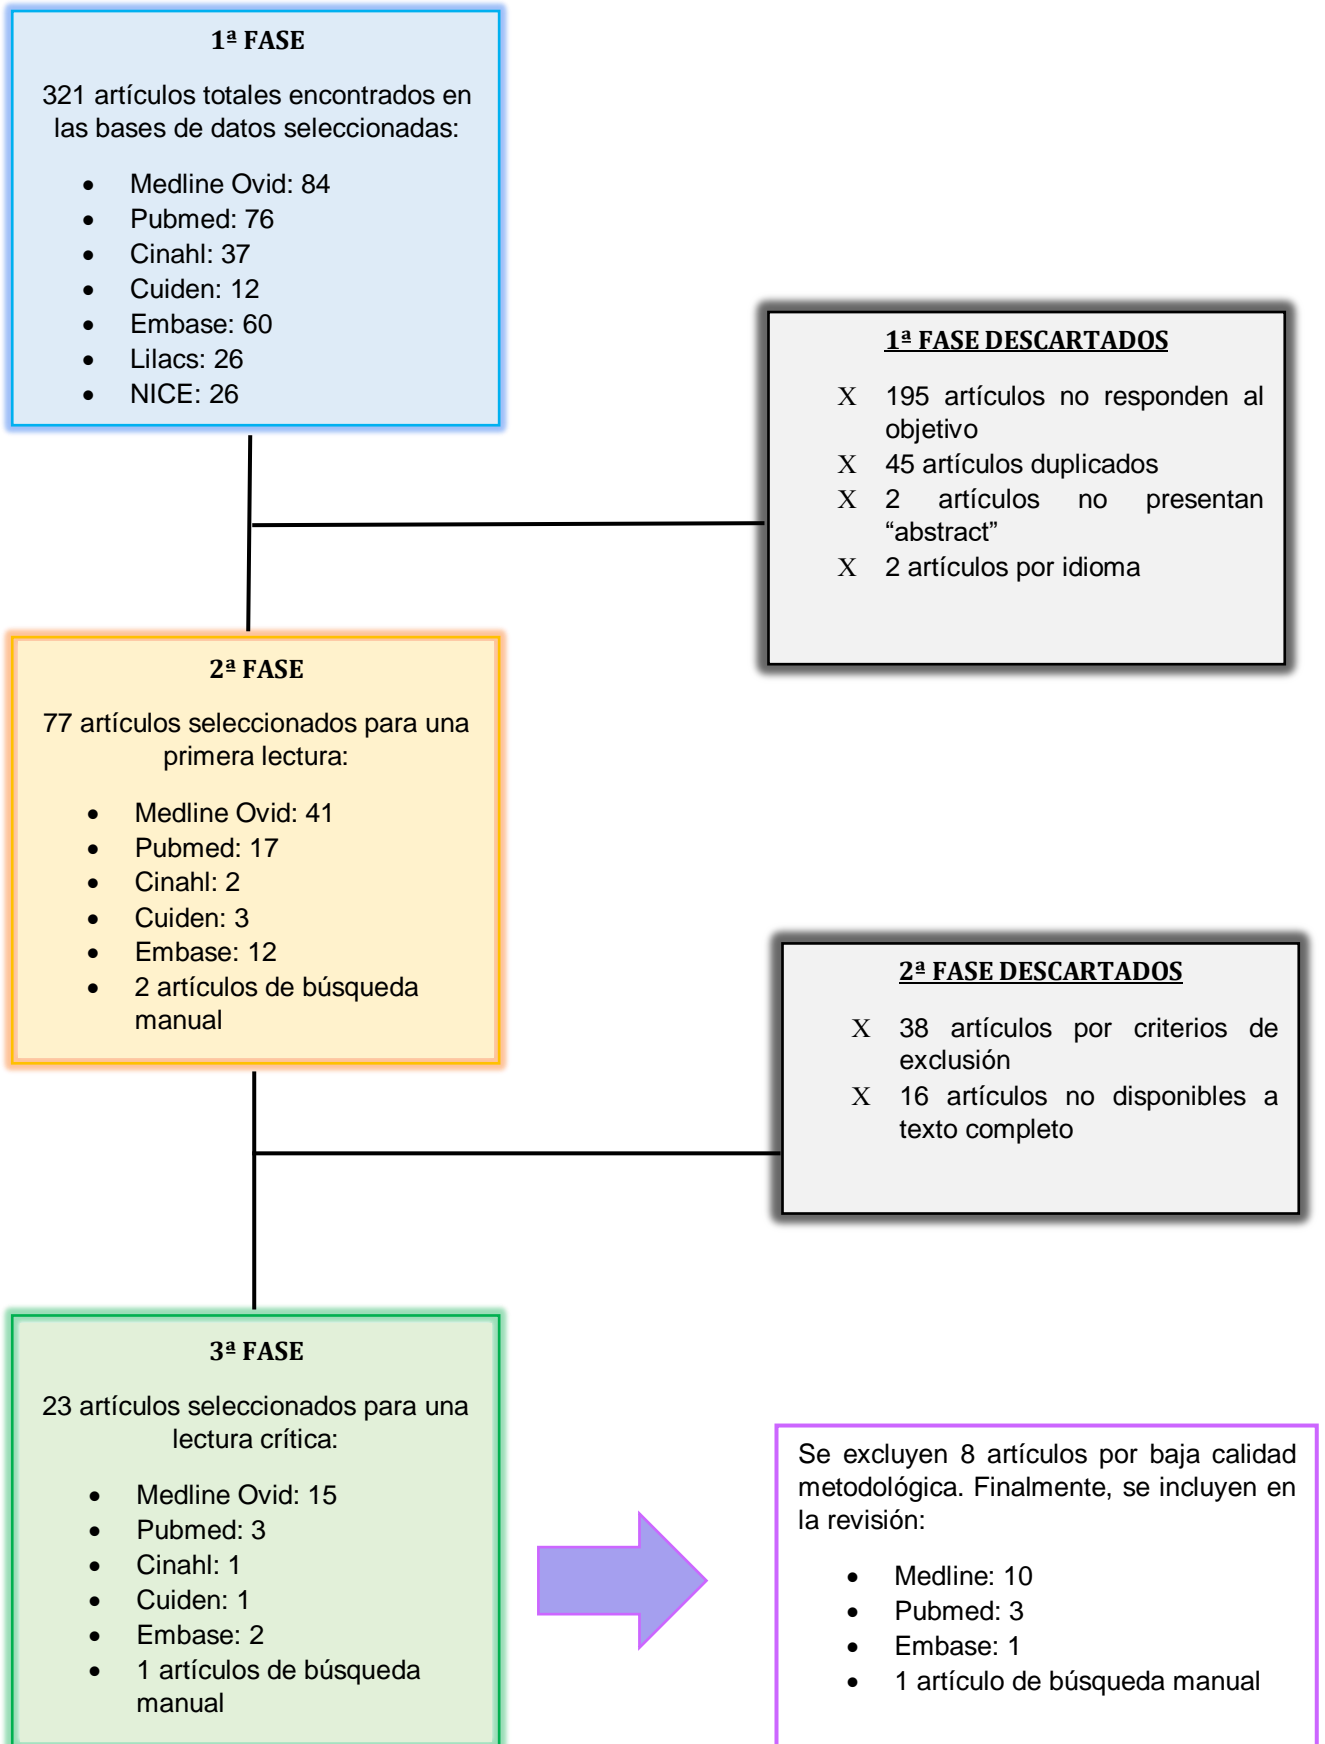 1ª FASE
321 artículos totales encontrados en
las bases de datos seleccionadas:
• Medline Ovid: 84
• Pubmed: 76
• Cinahl: 37
• Cuiden: 12
• Embase: 60
• Lilacs: 26
• NICE: 26
1ª FASE DESCARTADOS
X 195 artículos no responden al
objetivo
X 45 artículos duplicados
X 2 artículos no presentan
“abstract”
X 2 artículos por idioma
2ª FASE
77 artículos seleccionados para una
primera lectura:
• Medline Ovid: 41
• Pubmed: 17
• Cinahl: 2
• Cuiden: 3
• Embase: 12
• 2 artículos de búsqueda
manual
2ª FASE DESCARTADOS
X 38 artículos por criterios de
exclusión
X 16 artículos no disponibles a
texto completo
3ª FASE
23 artículos seleccionados para una
lectura crítica:
• Medline Ovid: 15
• Pubmed: 3
• Cinahl: 1
• Cuiden: 1
• Embase: 2
• 1 artículos de búsqueda
manual
Se excluyen 8 artículos por baja calidad
metodológica. Finalmente, se incluyen en
la revisión:
• Medline: 10
• Pubmed: 3
• Embase: 1
• 1 artículo de búsqueda manual